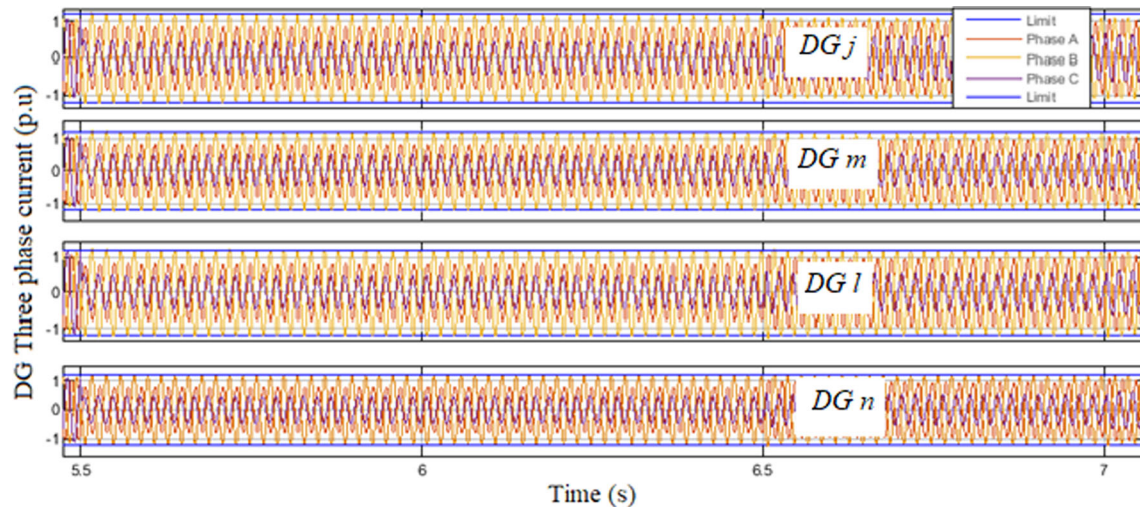 DG Three phase current (p.u)
1
0
-1
DG j
Limit
Phase A
Phase B
Phase C
Limit
1
0
-1
DG m
1
0
-1
DG l
1
0
-1
DG n
5.5 6 6.5 7
Time (s)